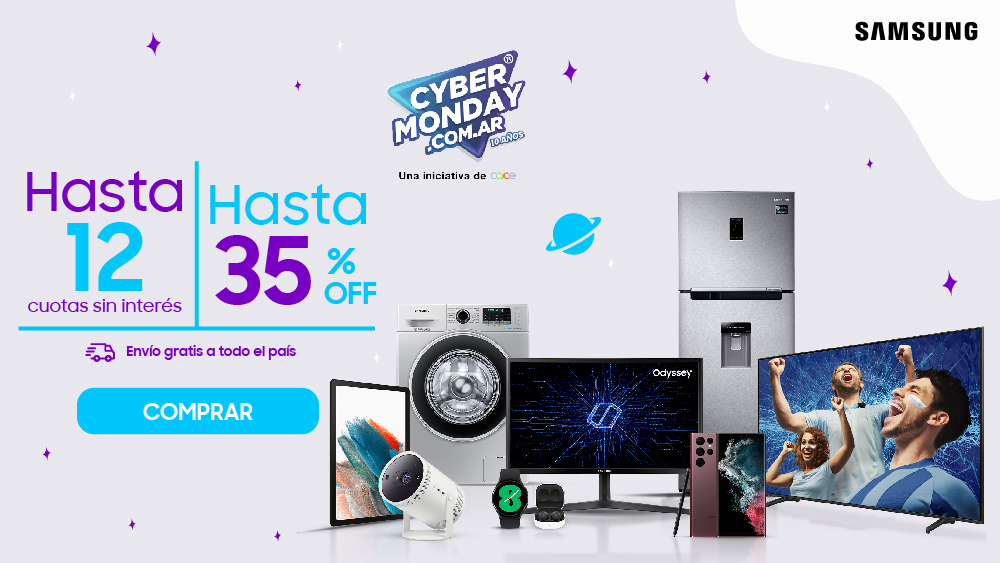 SAMSUNG
CYBER®
MONDAY
.COM.AR
10 AÑOS
Una iniciativa de cace
Hasta
12
cuotas sin interés
Hasta
35
%
OFF
Envío gratis a todo el país
COMPRAR
Odyssey